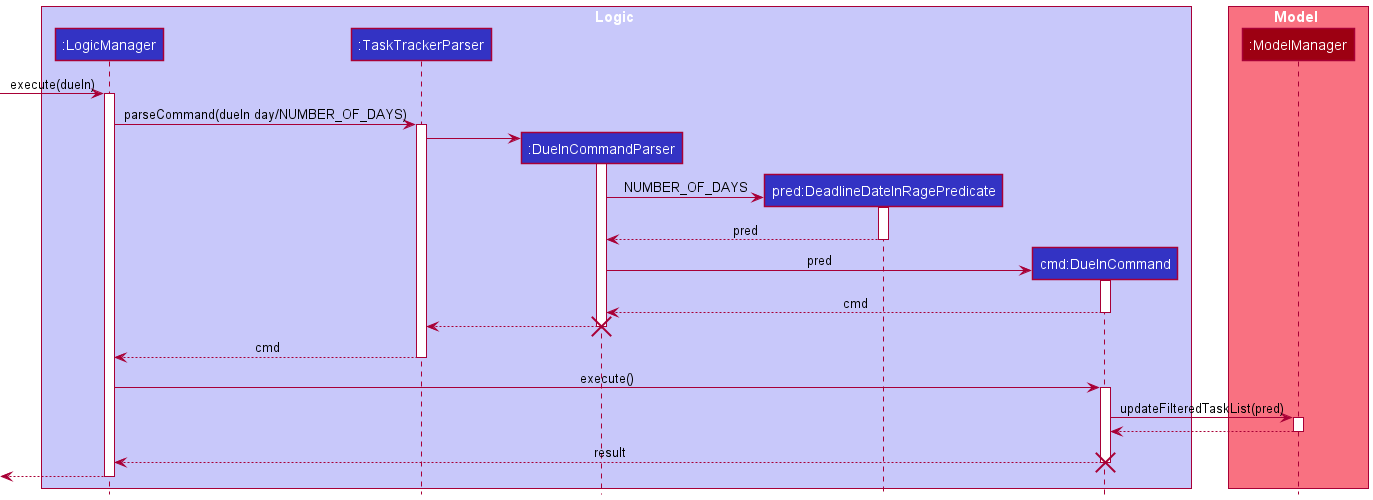 Logic
Model
:LogicManager
:TaskTrackerParser
:ModelManager
execute(dueIn)
parseCommand(dueIn day/NUMBER_OF_DAYS)
:DueInCommandParser
NUMBER_OF_DAYS
pred:DeadlineDateInRagePredicate
pred
pred
cmd:DueInCommand
cmd
cmd
execute()
updateFilteredTaskList(pred)
result